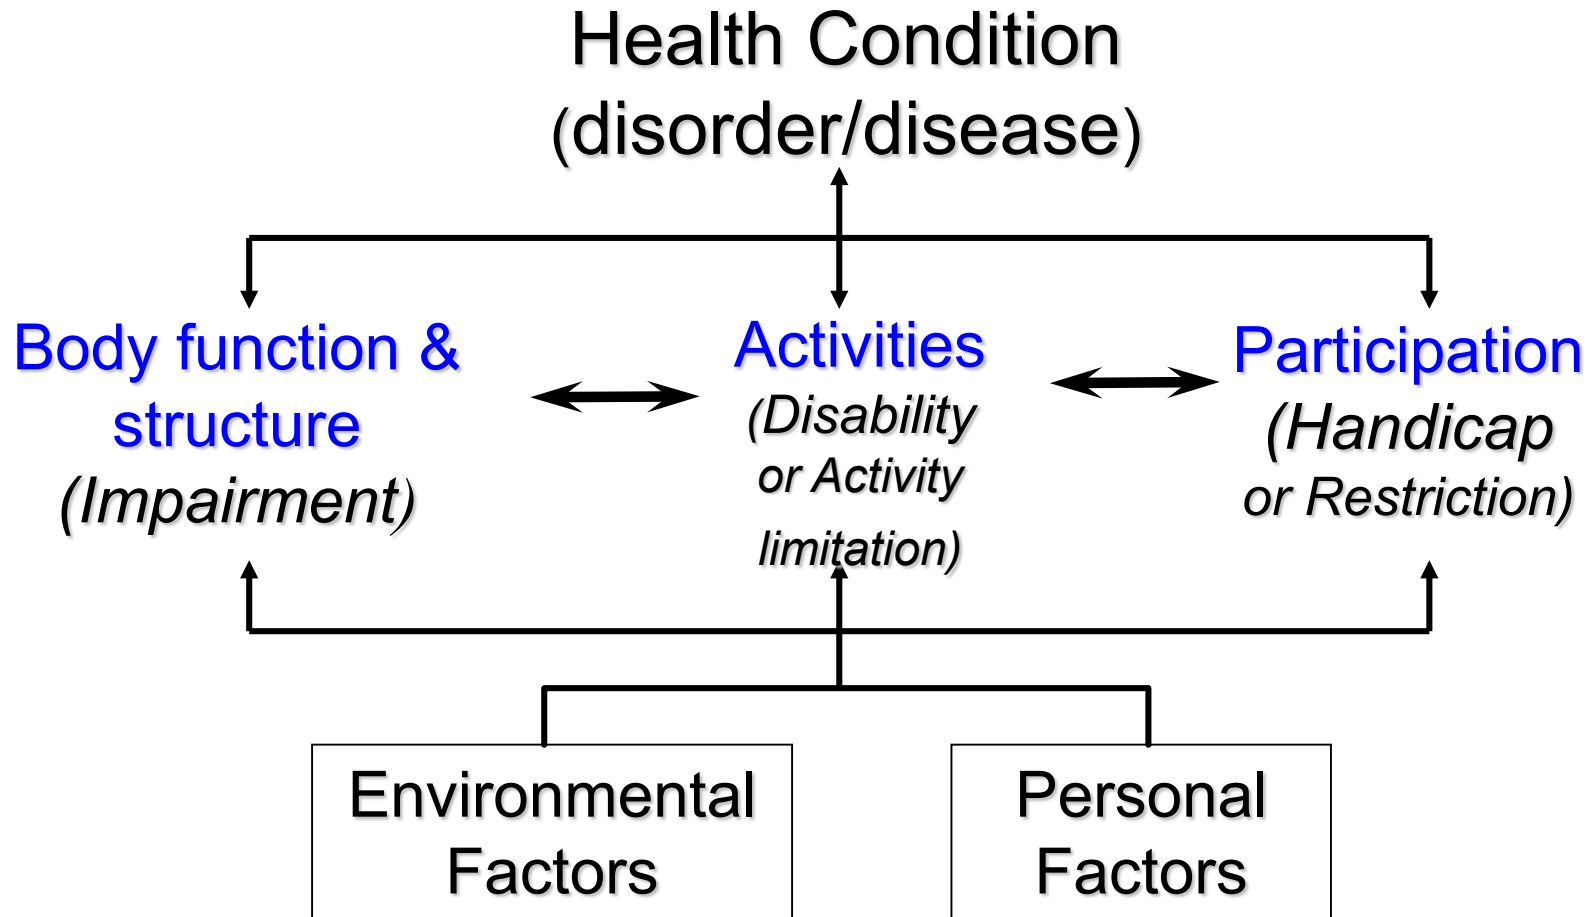 Health Condition
(disorder/disease)
Body function &
structure
(Impairment)
Activities
(Disability
or Activity
limitation)
Participation
(Handicap
or Restriction)
Environmental
Factors
Personal
Factors